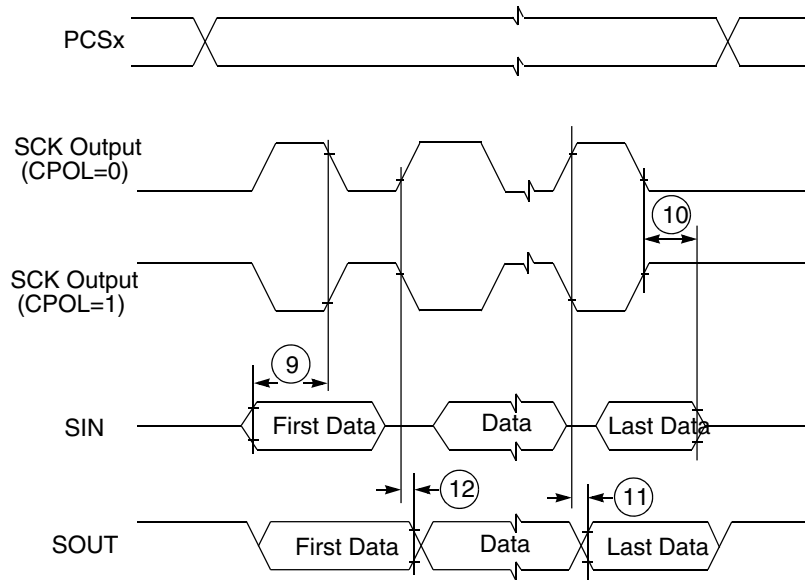 PCSx
SCK Output
(CPOL=0)
10
SCK Output
(CPOL=1)
9
SIN
First Data
Data
Last Data
12
11
SOUT
First Data
Data
Last Data